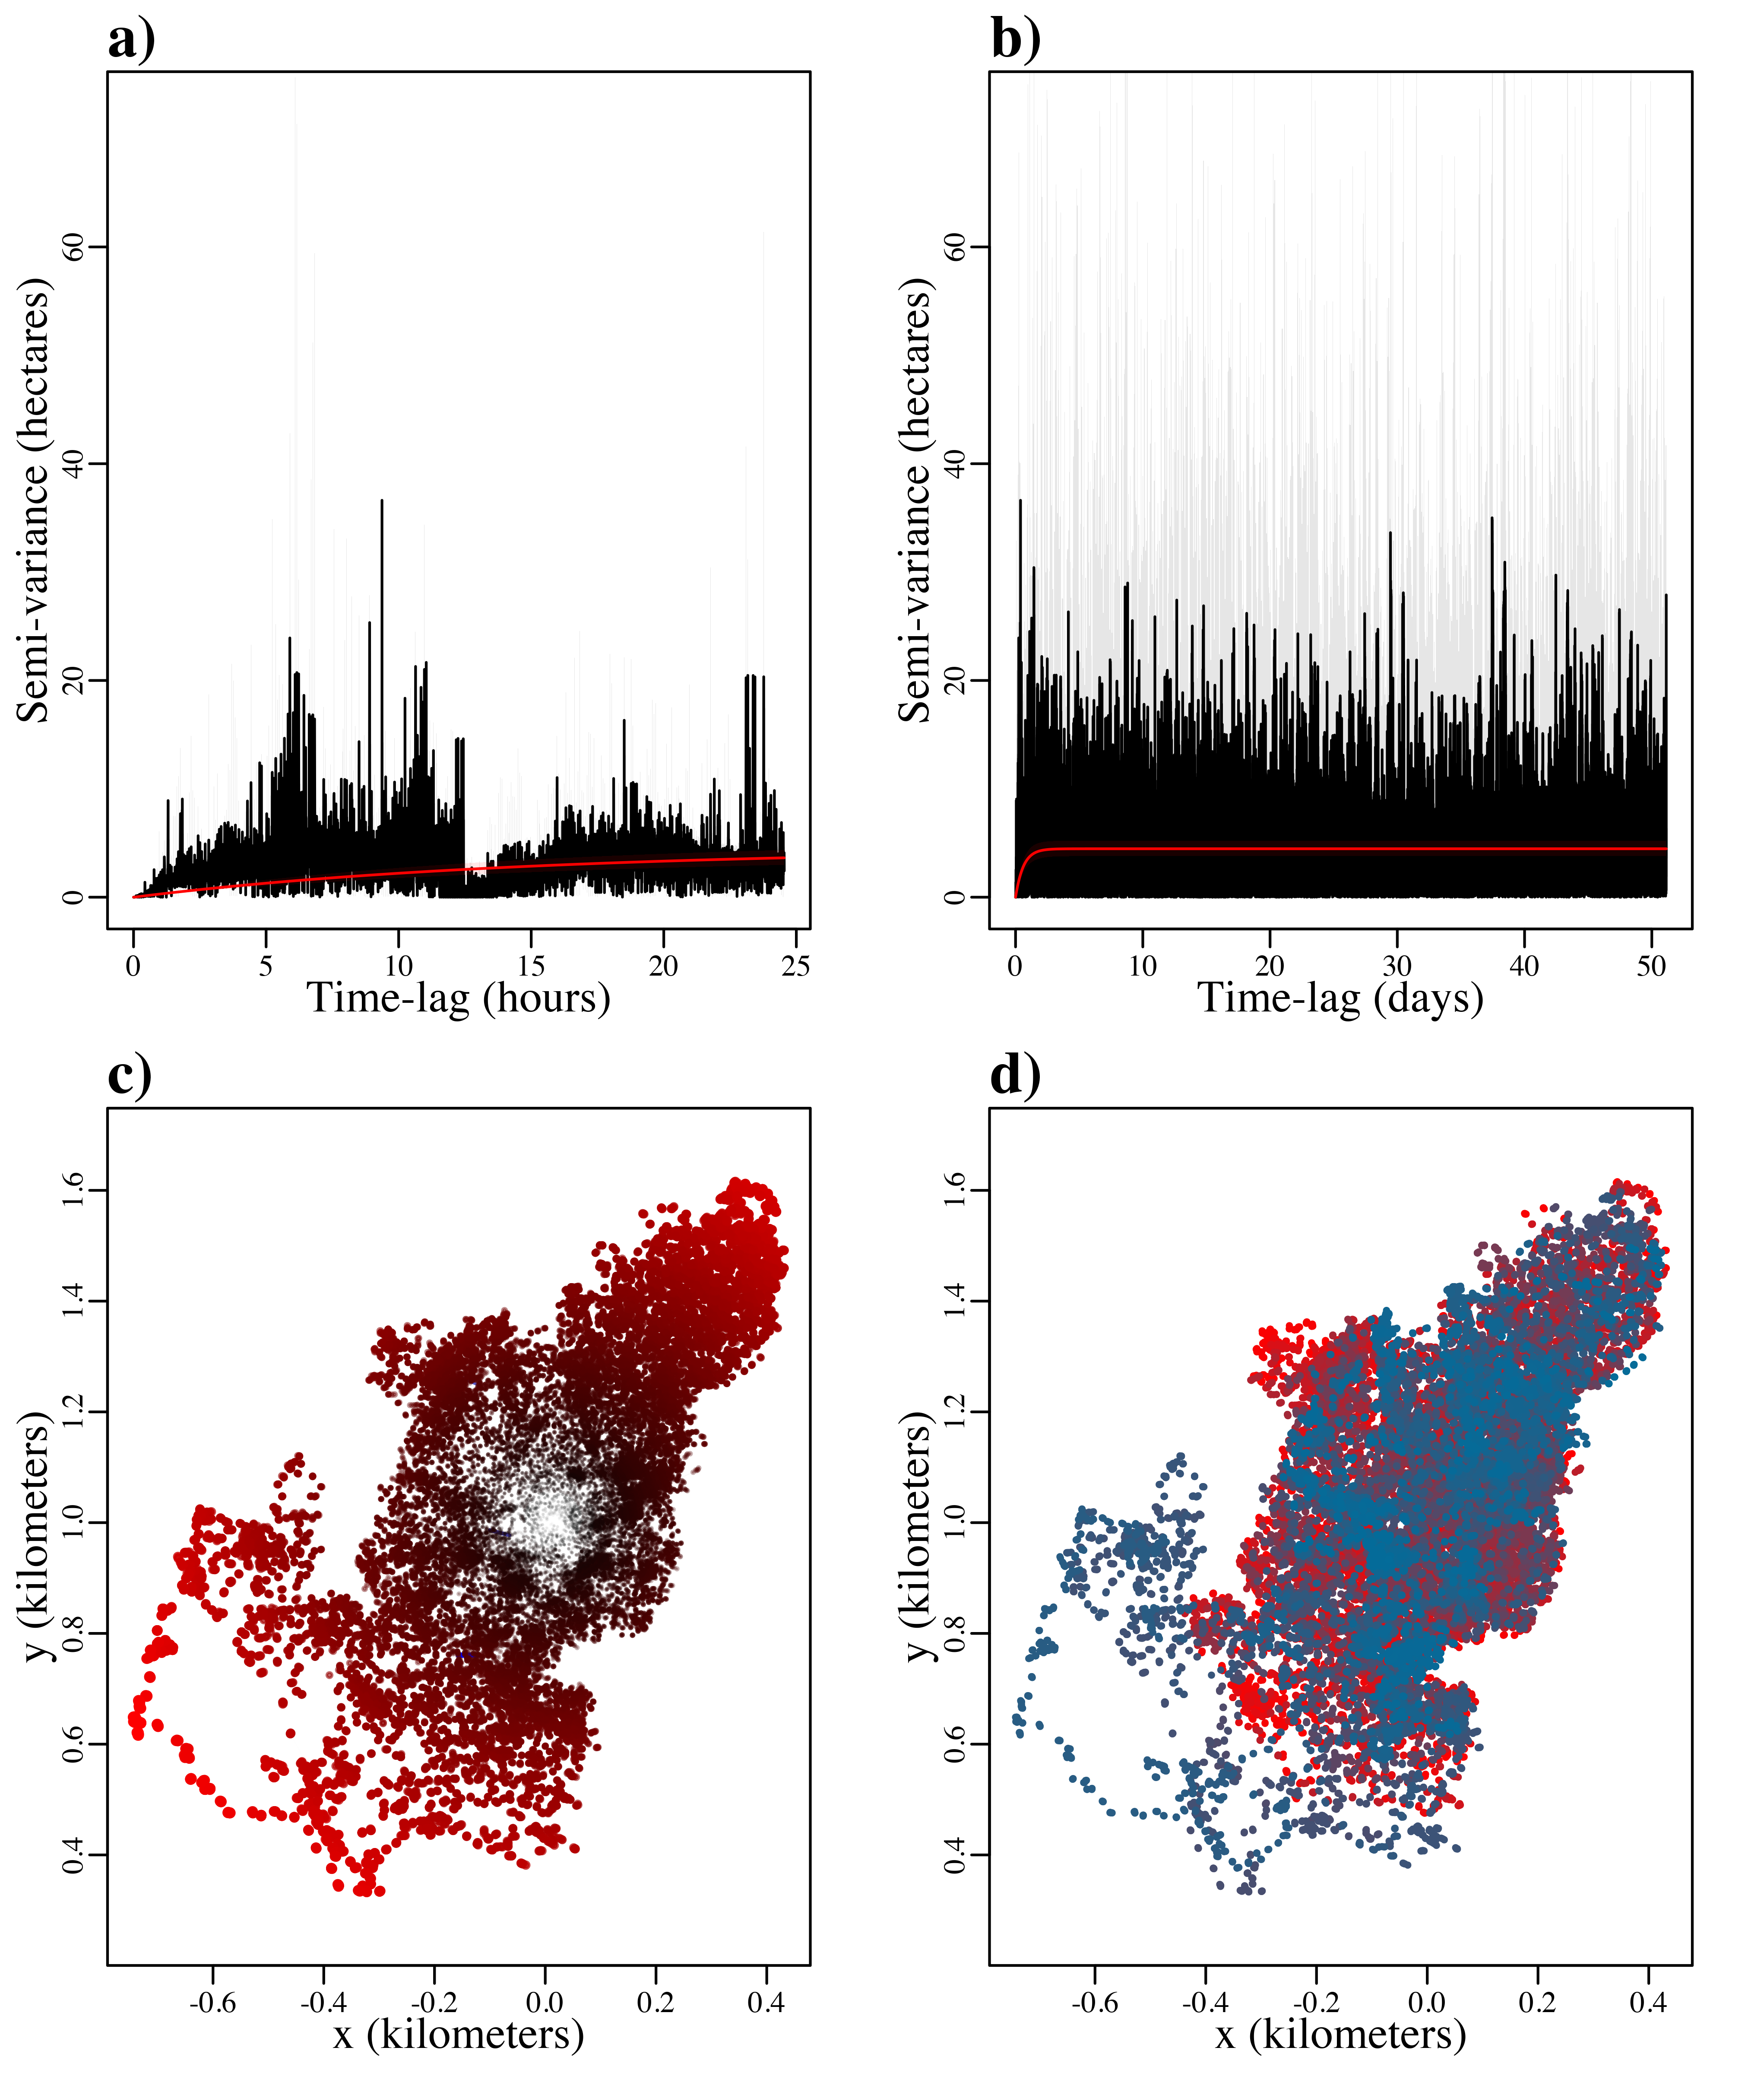 a)
Semi-variance (hectares)
60
40
20
0
0 5 10 15 20 25
Time-lag (hours)
b)
Semi-variance (hectares)
60
40
20
0
0 10 20 30 40 50
Time-lag (days)
c)
y (kilometers)
1.6
1.4
1.2
1.0
0.8
0.6
0.4
-0.6 -0.4 -0.2 0.0 0.2 0.4
x (kilometers)
d)
y (kilometers)
1.6
1.4
1.2
1.0
0.8
0.6
0.4
-0.6 -0.4 -0.2 0.0 0.2 0.4
x (kilometers)